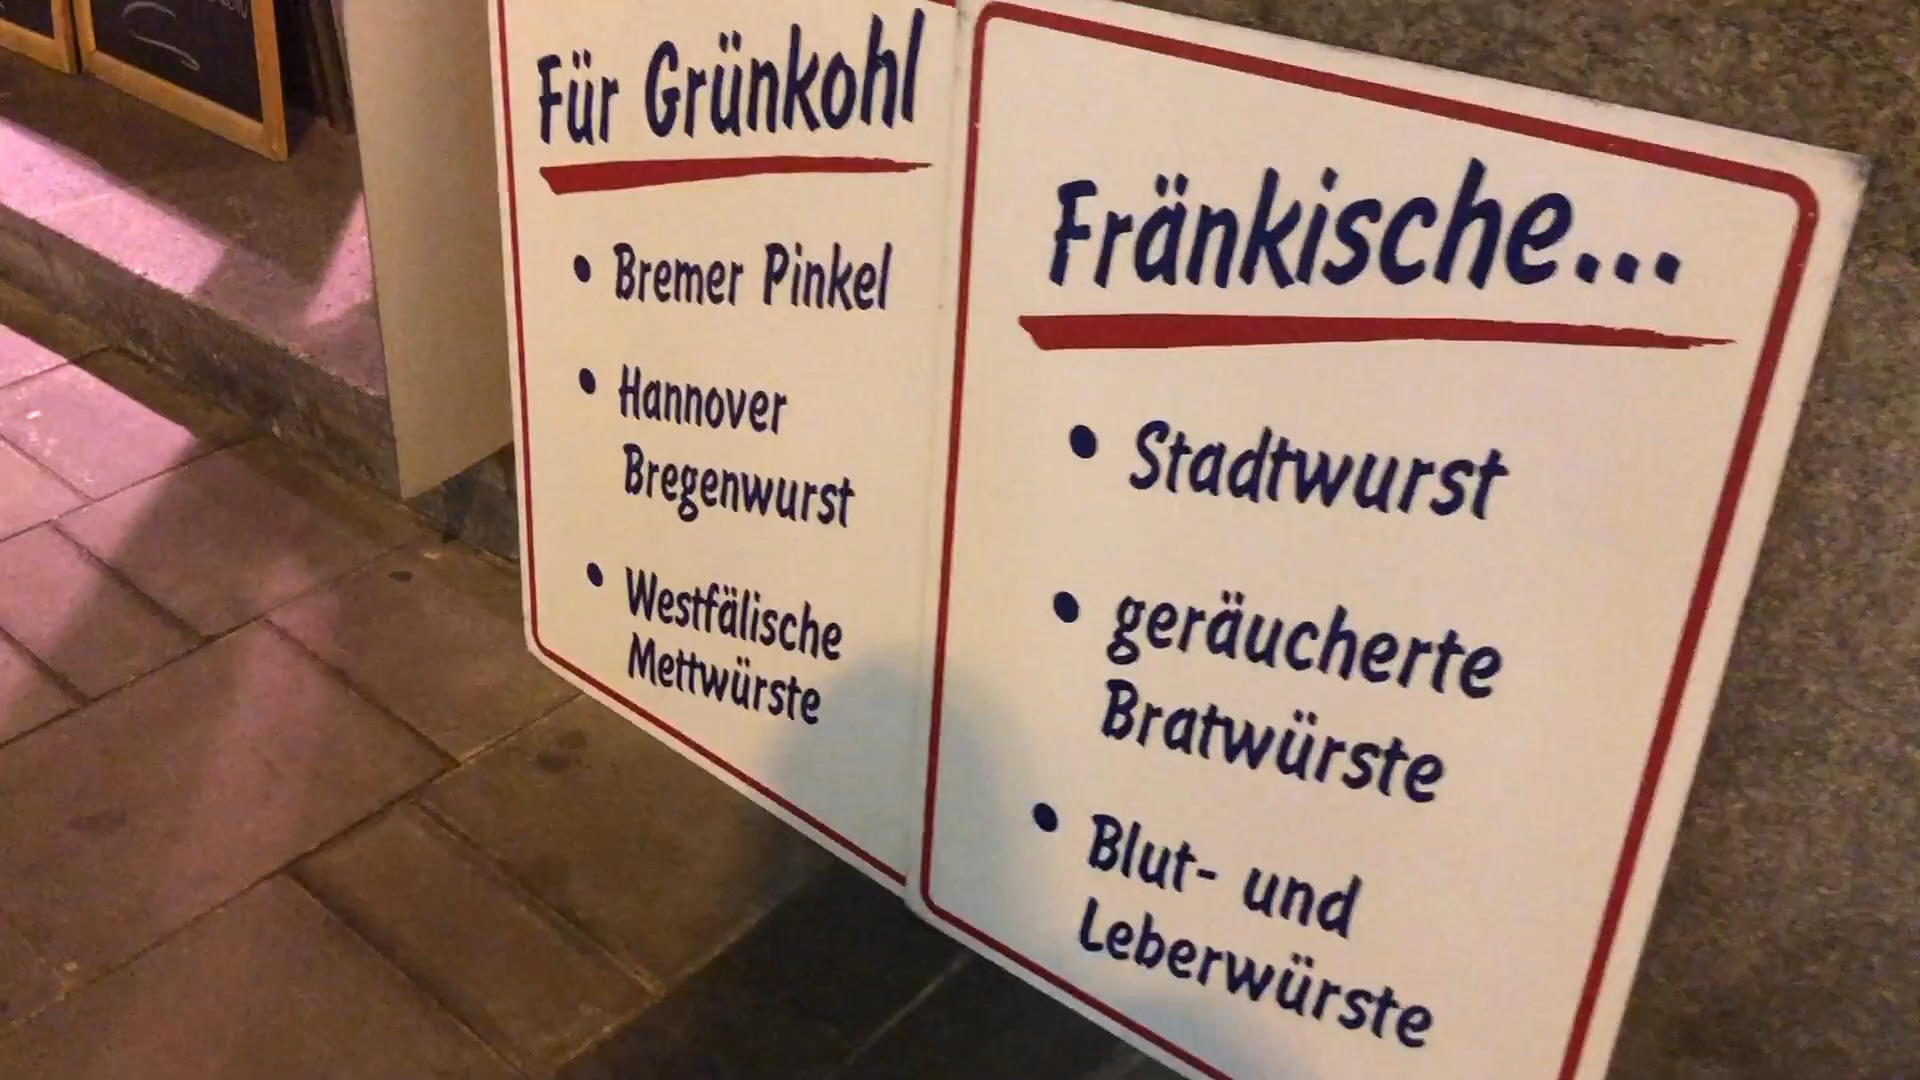 Für Grünkohl
• Bremer Pinkel
• Hannover
Bregenwurst
• Westfälische
Mettwürste
Fränkische...
• Stadtwurst
• geräucherte
Bratwürste
• Blut- und
Leberwürste